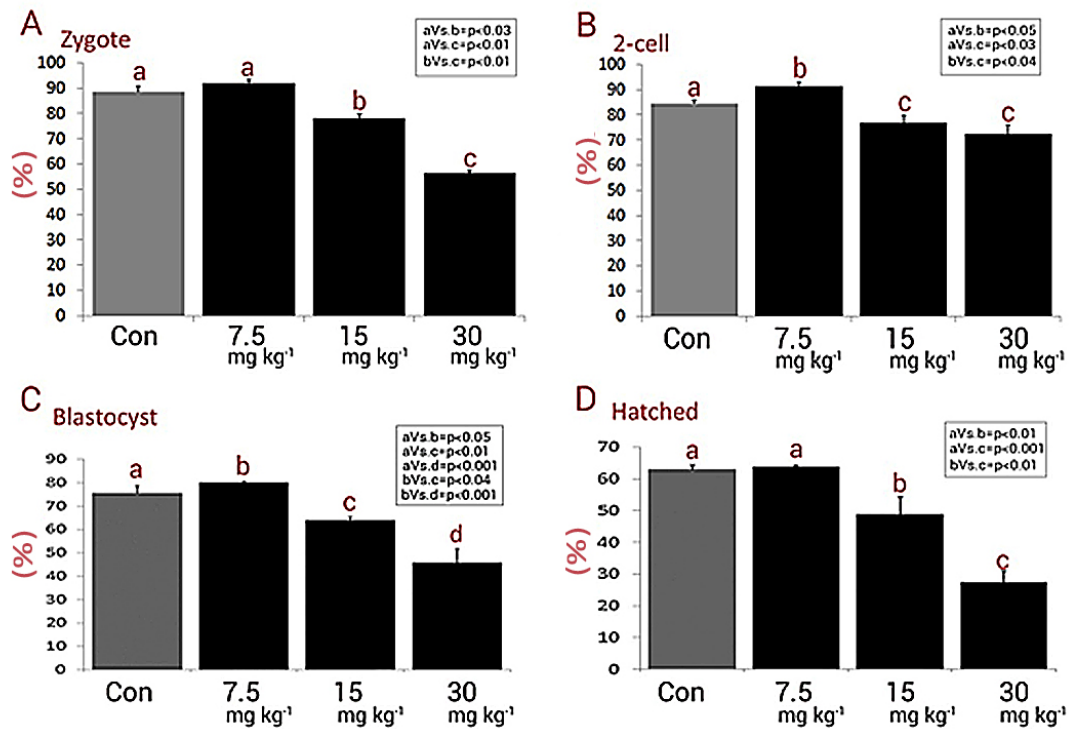 A
Zygote
aVs.b=p<0.03
aVs.c=p<0.01
bVs.c=p<0.01
(%)
100
90
80
70
60
50
40
30
20
10
0
a
a
b
c
Con
7.5
mg kg⁻¹
15
mg kg⁻¹
30
mg kg⁻¹
B
2-cell
aVs.b=p<0.05
aVs.c=p<0.03
bVs.c=p<0.04
(%)
100
90
80
70
60
50
40
30
20
10
0
a
b
c
c
Con
7.5
mg kg⁻¹
15
mg kg⁻¹
30
mg kg⁻¹
C
Blastocyst
aVs.b=p<0.05
aVs.c=p<0.01
aVs.d=p<0.001
bVs.c=p<0.04
bVs.d=p<0.001
(%)
90
80
70
60
50
40
30
20
10
0
a
b
c
d
Con
7.5
mg kg⁻¹
15
mg kg⁻¹
30
mg kg⁻¹
D
Hatched
aVs.b=p<0.01
aVs.c=p<0.001
bVs.c=p<0.01
(%)
70
60
50
40
30
20
10
0
a
a
b
c
Con
7.5
mg kg⁻¹
15
mg kg⁻¹
30
mg kg⁻¹